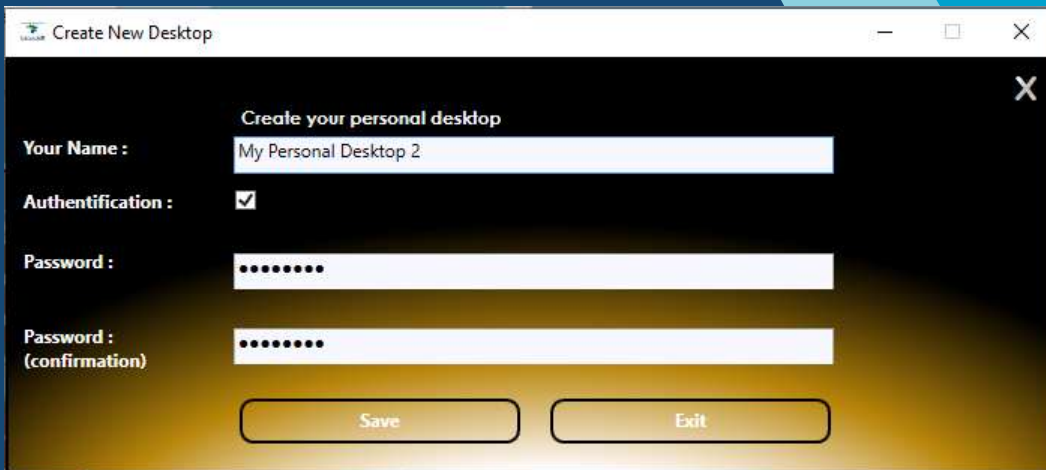 Create New Desktop
X
Create your personal desktop
Your Name :
My Personal Desktop 2
Authentification :
Password :
••••••••
Password :
(confirmation)
••••••••
Save
Exit